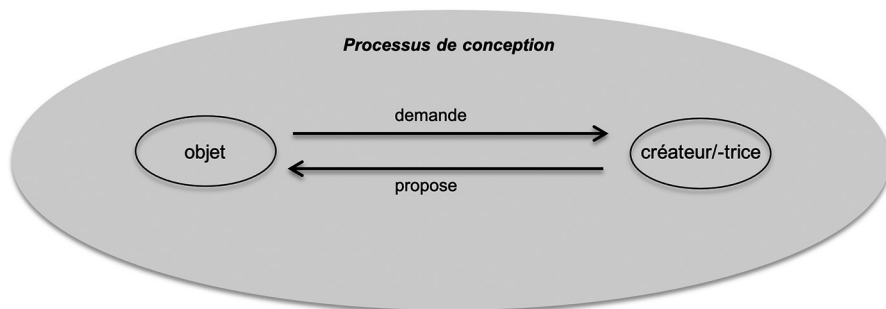 Processus de conception
demande
objet
créateur/-trice
propose